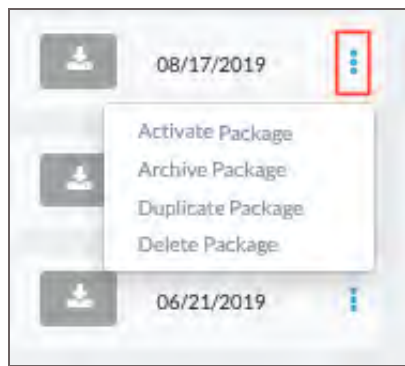 08/17/2019
Activate Package
Archive Package
Duplicate Package
Delete Package
06/21/2019